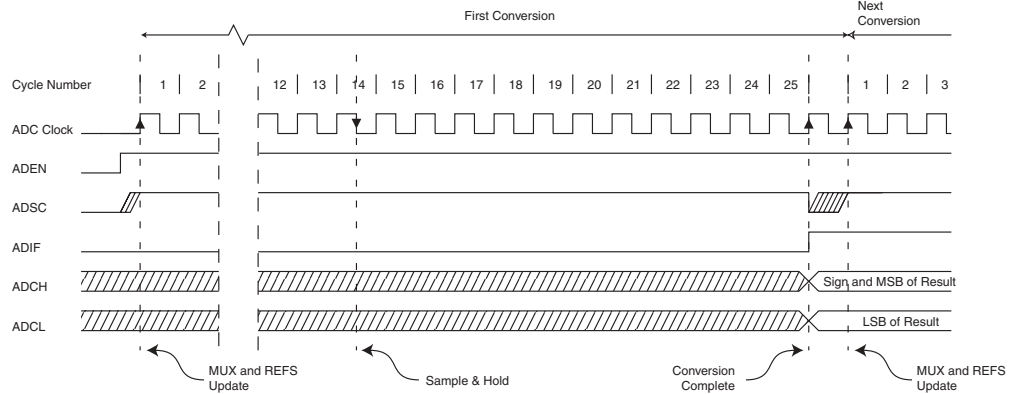 First Conversion
Next
Conversion
Cycle Number 1 2 12 13 14 15 16 17 18 19 20 21 22 23 24 25 1 2 3
ADC Clock
ADEN
ADSC
ADIF
ADCH Sign and MSB of Result
ADCL LSB of Result
MUX and REFS
Update
Sample & Hold
Conversion
Complete
MUX and REFS
Update